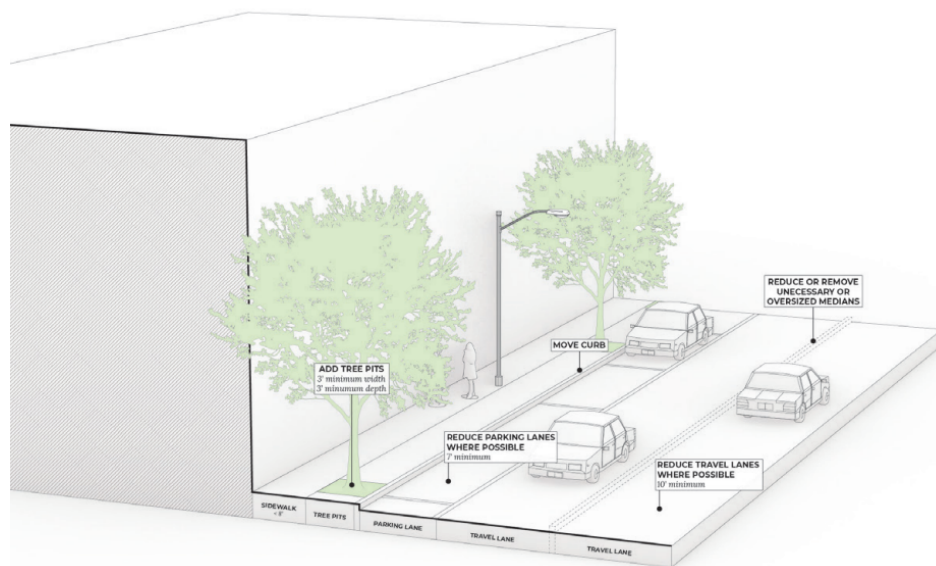 REDUCE OR REMOVE
UNECESSARY OR
OVERSIZED MEDIANS
MOVE CURB
ADD TREE PITS
3' minimum width
3' minumum depth
REDUCE PARKING LANES
WHERE POSSIBLE
7' minimum
REDUCE TRAVEL LANES
WHERE POSSIBLE
10' minimum
SIDEWALK
< 8'
TREE PITS
PARKING LANE
TRAVEL LANE
TRAVEL LANE